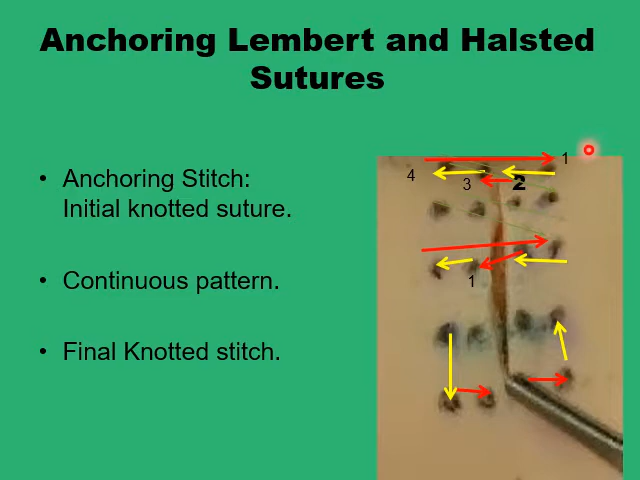 Anchoring Lembert and Halsted
Sutures
• Anchoring Stitch:
Initial knotted suture.
• Continuous pattern.
• Final Knotted stitch.
1
4
3
2
1